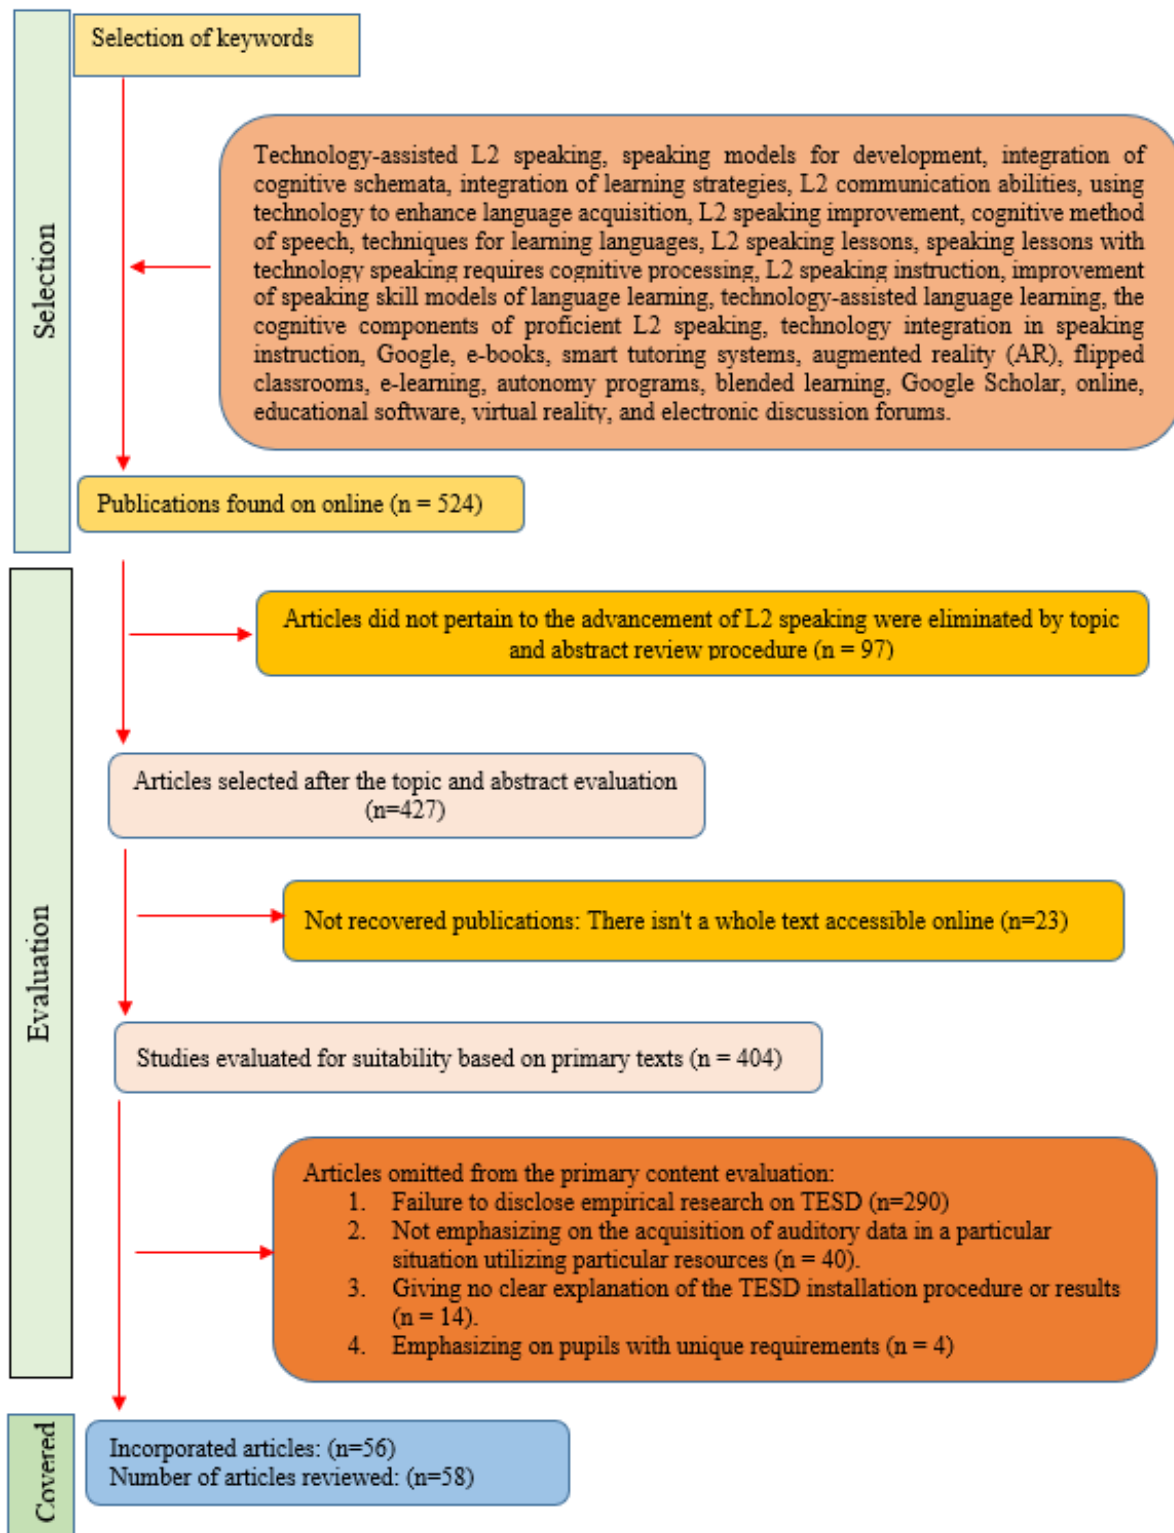 Selection
Selection of keywords
Technology-assisted L2 speaking, speaking models for development, integration of
cognitive schemata, integration of learning strategies, L2 communication abilities, using
technology to enhance language acquisition, L2 speaking improvement, cognitive method
of speech, techniques for learning languages, L2 speaking lessons, speaking lessons with
technology speaking requires cognitive processing, L2 speaking instruction, improvement
of speaking skill models of language learning, technology-assisted language learning, the
cognitive components of proficient L2 speaking, technology integration in speaking
instruction, Google, e-books, smart tutoring systems, augmented reality (AR), flipped
classrooms, e-learning, autonomy programs, blended learning, Google Scholar, online,
educational software, virtual reality, and electronic discussion forums.
Publications found on online (n = 524)
Evaluation
Articles did not pertain to the advancement of L2 speaking were eliminated by topic
and abstract review procedure (n = 97)
Articles selected after the topic and abstract evaluation
(n=427)
Not recovered publications: There isn't a whole text accessible online (n=23)
Studies evaluated for suitability based on primary texts (n = 404)
Articles omitted from the primary content evaluation:
1. Failure to disclose empirical research on TESD (n=290)
2. Not emphasizing on the acquisition of auditory data in a particular
situation utilizing particular resources (n = 40).
3. Giving no clear explanation of the TESD installation procedure or results
(n = 14).
4. Emphasizing on pupils with unique requirements (n = 4)
Covered
Incorporated articles: (n=56)
Number of articles reviewed: (n=58)